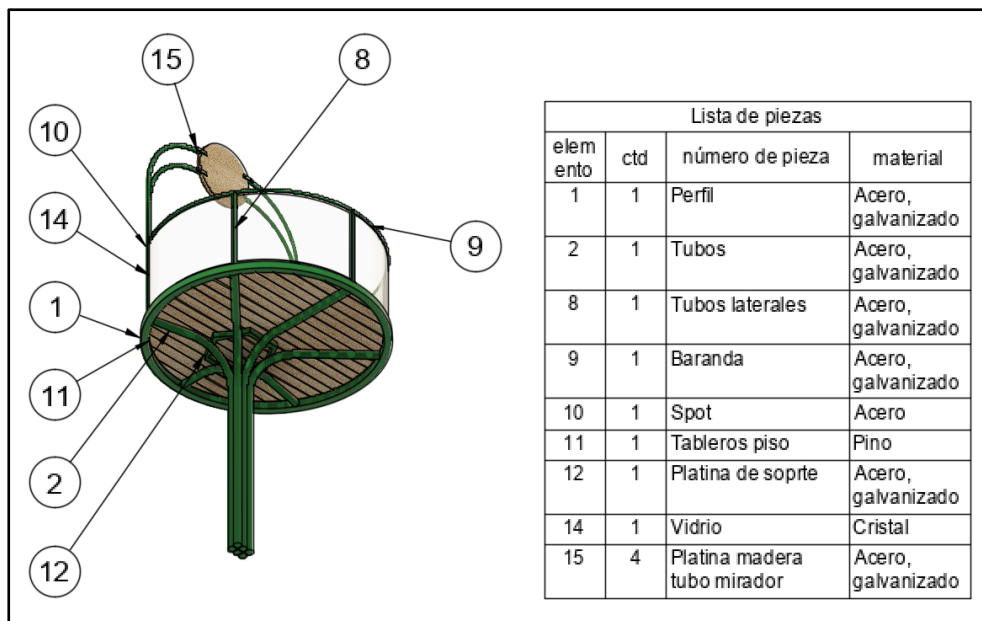 15
8
10
14
9
1
11
2
12
Lista de piezas
elem
ento
ctd
número de pieza
material
1
1
Perfil
Acero,
galvanizado
2
1
Tubos
Acero,
galvanizado
8
1
Tubos laterales
Acero,
galvanizado
9
1
Baranda
Acero,
galvanizado
10
1
Spot
Acero
11
1
Tableros piso
Pino
12
1
Platina de soprte
Acero,
galvanizado
14
1
Vidrio
Cristal
15
4
Platina madera
tubo mirador
Acero,
galvanizado